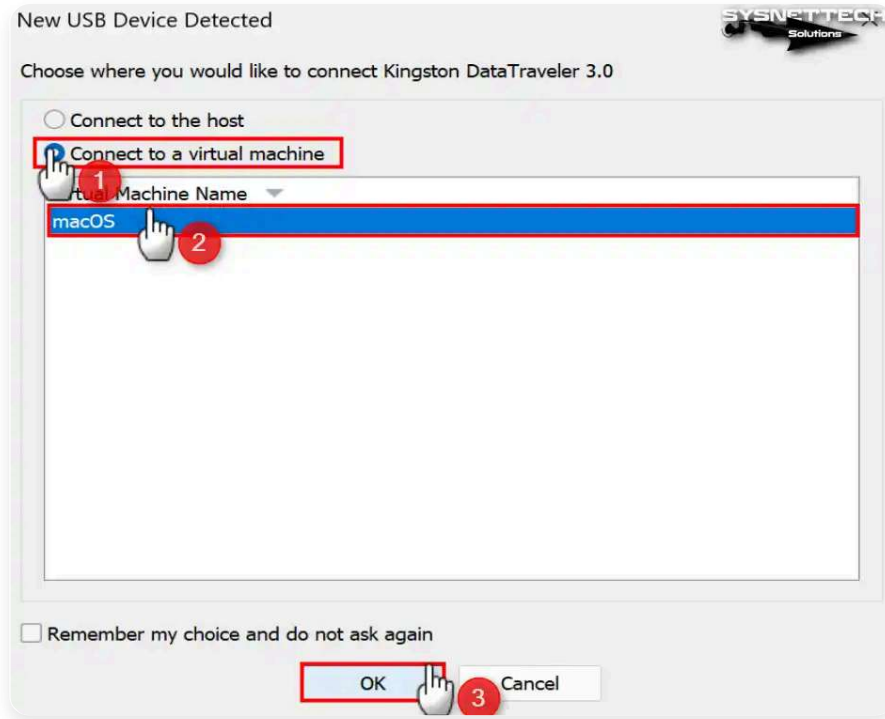 New USB Device Detected
SYSNETTECH
Solutions
Choose where you would like to connect Kingston DataTraveler 3.0
Connect to the host
Connect to a virtual machine
1
rtual Machine Name
macOS
2
Remember my choice and do not ask again
OK
3
Cancel